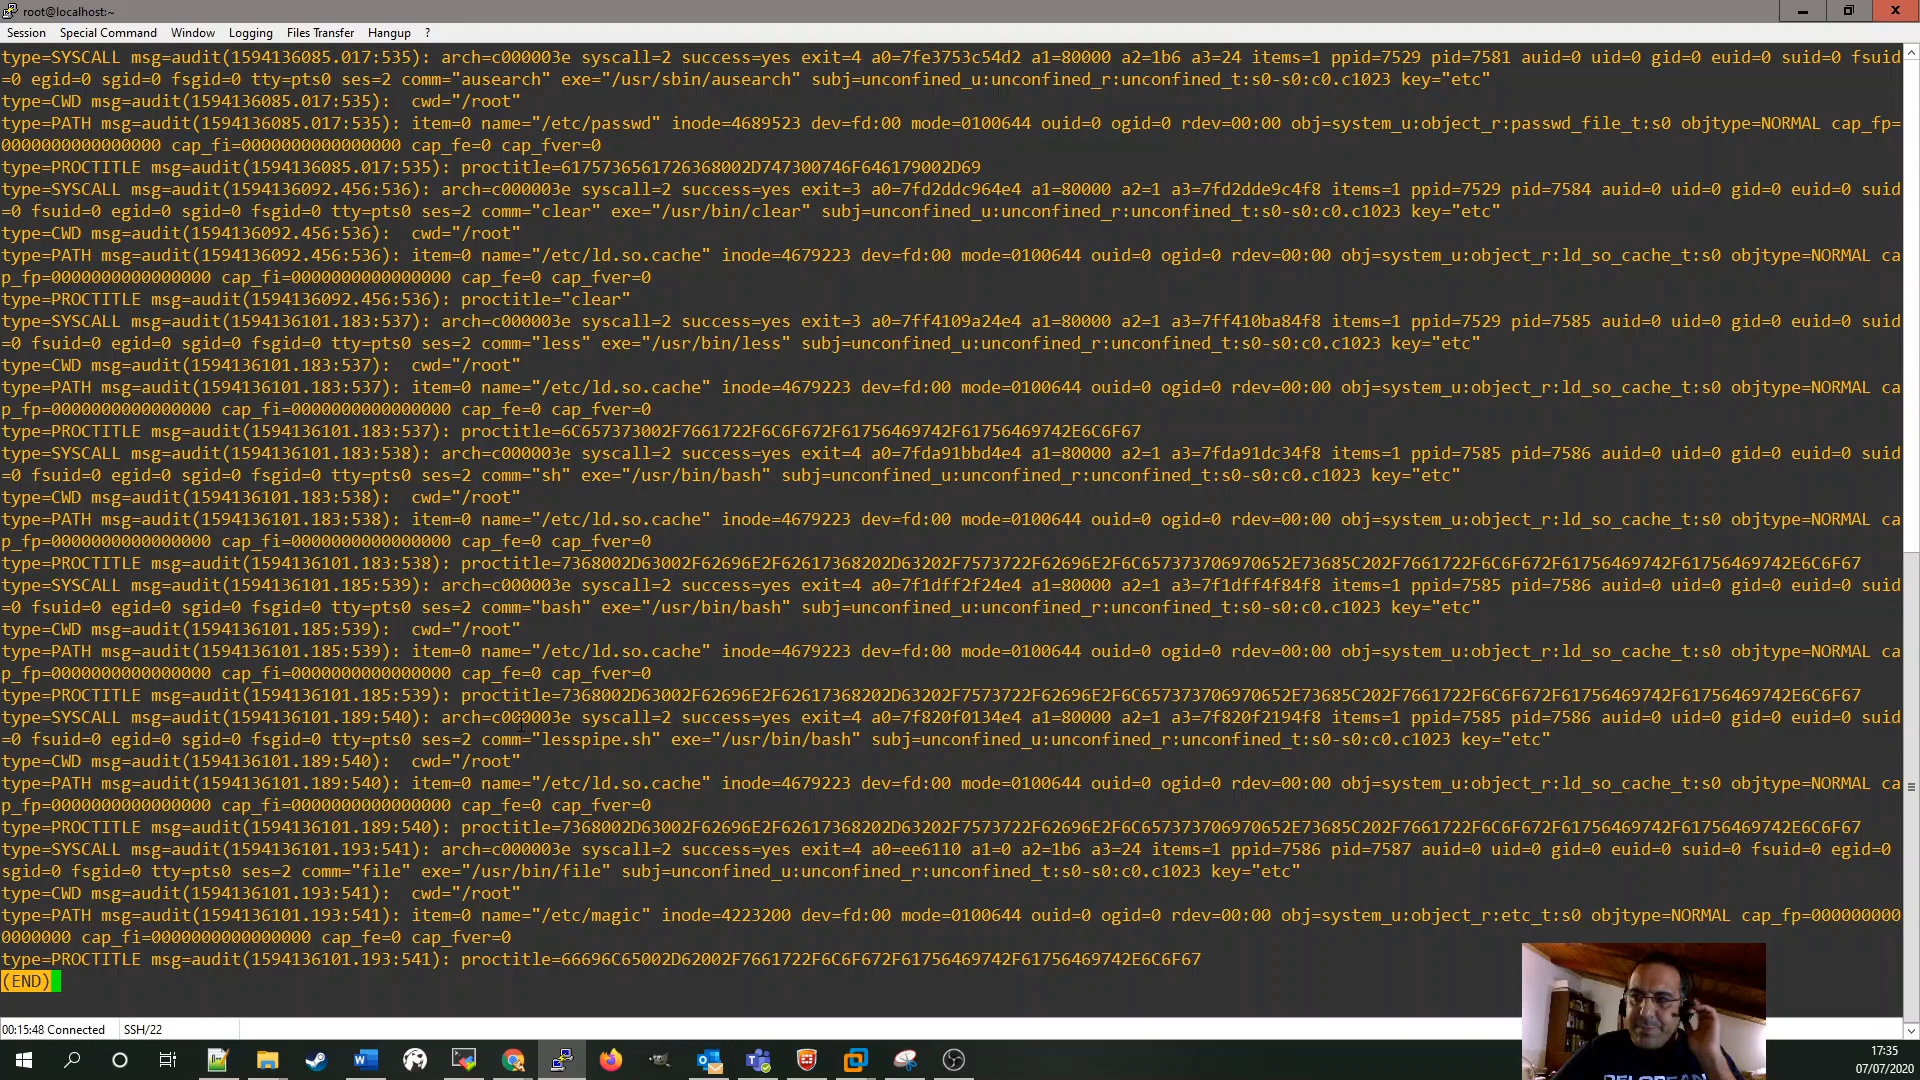 root@localhost:~
Session Special Command Window Logging Files Transfer Hangup ?
type=SYSCALL msg=audit(1594136085.017:535): arch=c000003e syscall=2 success=yes exit=4 a0=7fe3753c54d2 a1=80000 a2=1b6 a3=24 items=1 ppid=7529 pid=7581 auid=0 uid=0 gid=0 euid=0 suid=0 fsuid
=0 egid=0 sgid=0 fsgid=0 tty=pts0 ses=2 comm="ausearch" exe="/usr/sbin/ausearch" subj=unconfined_u:unconfined_r:unconfined_t:s0-s0:c0.c1023 key="etc"
type=CWD msg=audit(1594136085.017:535):  cwd="/root"
type=PATH msg=audit(1594136085.017:535): item=0 name="/etc/passwd" inode=4689523 dev=fd:00 mode=0100644 ouid=0 ogid=0 rdev=00:00 obj=system_u:object_r:passwd_file_t:s0 objtype=NORMAL cap_fp=
0000000000000000 cap_fi=0000000000000000 cap_fe=0 cap_fver=0
type=PROCTITLE msg=audit(1594136085.017:535): proctitle=6175736561726368002D747300746F646179002D69
type=SYSCALL msg=audit(1594136092.456:536): arch=c000003e syscall=2 success=yes exit=3 a0=7fd2ddc964e4 a1=80000 a2=1 a3=7fd2dde9c4f8 items=1 ppid=7529 pid=7584 auid=0 uid=0 gid=0 euid=0 suid
=0 fsuid=0 egid=0 sgid=0 fsgid=0 tty=pts0 ses=2 comm="clear" exe="/usr/bin/clear" subj=unconfined_u:unconfined_r:unconfined_t:s0-s0:c0.c1023 key="etc"
type=CWD msg=audit(1594136092.456:536):  cwd="/root"
type=PATH msg=audit(1594136092.456:536): item=0 name="/etc/ld.so.cache" inode=4679223 dev=fd:00 mode=0100644 ouid=0 ogid=0 rdev=00:00 obj=system_u:object_r:ld_so_cache_t:s0 objtype=NORMAL ca
p_fp=0000000000000000 cap_fi=0000000000000000 cap_fe=0 cap_fver=0
type=PROCTITLE msg=audit(1594136092.456:536): proctitle="clear"
type=SYSCALL msg=audit(1594136101.183:537): arch=c000003e syscall=2 success=yes exit=3 a0=7ff4109a24e4 a1=80000 a2=1 a3=7ff410ba84f8 items=1 ppid=7529 pid=7585 auid=0 uid=0 gid=0 euid=0 suid
=0 fsuid=0 egid=0 sgid=0 fsgid=0 tty=pts0 ses=2 comm="less" exe="/usr/bin/less" subj=unconfined_u:unconfined_r:unconfined_t:s0-s0:c0.c1023 key="etc"
type=CWD msg=audit(1594136101.183:537):  cwd="/root"
type=PATH msg=audit(1594136101.183:537): item=0 name="/etc/ld.so.cache" inode=4679223 dev=fd:00 mode=0100644 ouid=0 ogid=0 rdev=00:00 obj=system_u:object_r:ld_so_cache_t:s0 objtype=NORMAL ca
p_fp=0000000000000000 cap_fi=0000000000000000 cap_fe=0 cap_fver=0
type=PROCTITLE msg=audit(1594136101.183:537): proctitle=6C657373002F7661722F6C6F672F61756469742F61756469742E6C6F67
type=SYSCALL msg=audit(1594136101.183:538): arch=c000003e syscall=2 success=yes exit=4 a0=7fda91bbd4e4 a1=80000 a2=1 a3=7fda91dc34f8 items=1 ppid=7585 pid=7586 auid=0 uid=0 gid=0 euid=0 suid
=0 fsuid=0 egid=0 sgid=0 fsgid=0 tty=pts0 ses=2 comm="sh" exe="/usr/bin/bash" subj=unconfined_u:unconfined_r:unconfined_t:s0-s0:c0.c1023 key="etc"
type=CWD msg=audit(1594136101.183:538):  cwd="/root"
type=PATH msg=audit(1594136101.183:538): item=0 name="/etc/ld.so.cache" inode=4679223 dev=fd:00 mode=0100644 ouid=0 ogid=0 rdev=00:00 obj=system_u:object_r:ld_so_cache_t:s0 objtype=NORMAL ca
p_fp=0000000000000000 cap_fi=0000000000000000 cap_fe=0 cap_fver=0
type=PROCTITLE msg=audit(1594136101.183:538): proctitle=7368002D63002F62696E2F62617368202D63202F7573722F62696E2F6C657373706970652E73685C202F7661722F6C6F672F61756469742F61756469742E6C6F67
type=SYSCALL msg=audit(1594136101.185:539): arch=c000003e syscall=2 success=yes exit=4 a0=7f1dff2f24e4 a1=80000 a2=1 a3=7f1dff4f84f8 items=1 ppid=7585 pid=7586 auid=0 uid=0 gid=0 euid=0 suid
=0 fsuid=0 egid=0 sgid=0 fsgid=0 tty=pts0 ses=2 comm="bash" exe="/usr/bin/bash" subj=unconfined_u:unconfined_r:unconfined_t:s0-s0:c0.c1023 key="etc"
type=CWD msg=audit(1594136101.185:539):  cwd="/root"
type=PATH msg=audit(1594136101.185:539): item=0 name="/etc/ld.so.cache" inode=4679223 dev=fd:00 mode=0100644 ouid=0 ogid=0 rdev=00:00 obj=system_u:object_r:ld_so_cache_t:s0 objtype=NORMAL ca
p_fp=0000000000000000 cap_fi=0000000000000000 cap_fe=0 cap_fver=0
type=PROCTITLE msg=audit(1594136101.185:539): proctitle=7368002D63002F62696E2F62617368202D63202F7573722F62696E2F6C657373706970652E73685C202F7661722F6C6F672F61756469742F61756469742E6C6F67
type=SYSCALL msg=audit(1594136101.189:540): arch=c000003e syscall=2 success=yes exit=4 a0=7f820f0134e4 a1=80000 a2=1 a3=7f820f2194f8 items=1 ppid=7585 pid=7586 auid=0 uid=0 gid=0 euid=0 suid
=0 fsuid=0 egid=0 sgid=0 fsgid=0 tty=pts0 ses=2 comm="lesspipe.sh" exe="/usr/bin/bash" subj=unconfined_u:unconfined_r:unconfined_t:s0-s0:c0.c1023 key="etc"
type=CWD msg=audit(1594136101.189:540):  cwd="/root"
type=PATH msg=audit(1594136101.189:540): item=0 name="/etc/ld.so.cache" inode=4679223 dev=fd:00 mode=0100644 ouid=0 ogid=0 rdev=00:00 obj=system_u:object_r:ld_so_cache_t:s0 objtype=NORMAL ca
p_fp=0000000000000000 cap_fi=0000000000000000 cap_fe=0 cap_fver=0
type=PROCTITLE msg=audit(1594136101.189:540): proctitle=7368002D63002F62696E2F62617368202D63202F7573722F62696E2F6C657373706970652E73685C202F7661722F6C6F672F61756469742F61756469742E6C6F67
type=SYSCALL msg=audit(1594136101.193:541): arch=c000003e syscall=2 success=yes exit=4 a0=ee6110 a1=0 a2=1b6 a3=24 items=1 ppid=7586 pid=7587 auid=0 uid=0 gid=0 euid=0 suid=0 fsuid=0 egid=0
sgid=0 fsgid=0 tty=pts0 ses=2 comm="file" exe="/usr/bin/file" subj=unconfined_u:unconfined_r:unconfined_t:s0-s0:c0.c1023 key="etc"
type=CWD msg=audit(1594136101.193:541):  cwd="/root"
type=PATH msg=audit(1594136101.193:541): item=0 name="/etc/magic" inode=4223200 dev=fd:00 mode=0100644 ouid=0 ogid=0 rdev=00:00 obj=system_u:object_r:etc_t:s0 objtype=NORMAL cap_fp=000000000
0000000 cap_fi=0000000000000000 cap_fe=0 cap_fver=0
type=PROCTITLE msg=audit(1594136101.193:541): proctitle=66696C65002D62002F7661722F6C6F672F61756469742F61756469742E6C6F67
(END)
00:15:48 Connected SSH/22
17:35
07/07/2020